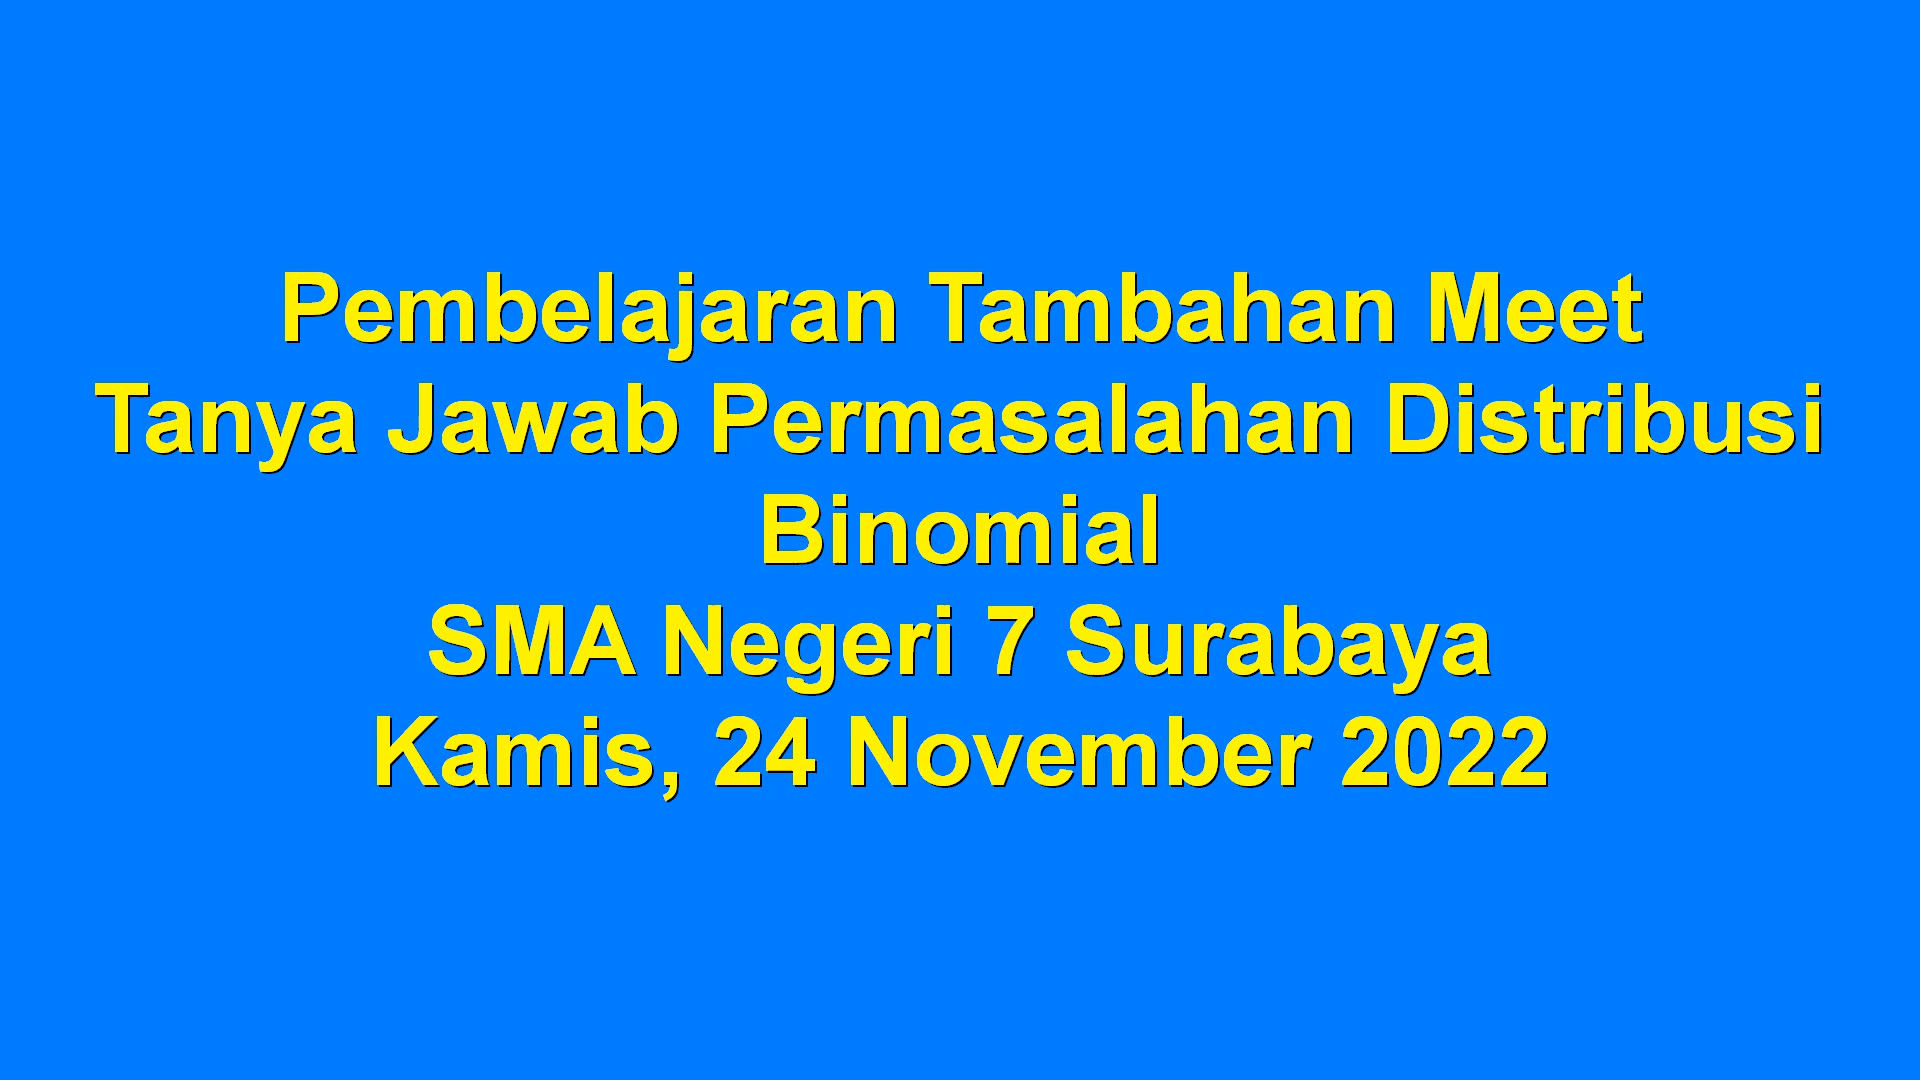 Pembelajaran Tambahan Meet
Tanya Jawab Permasalahan Distribusi
Binomial
SMA Negeri 7 Surabaya
Kamis, 24 November 2022